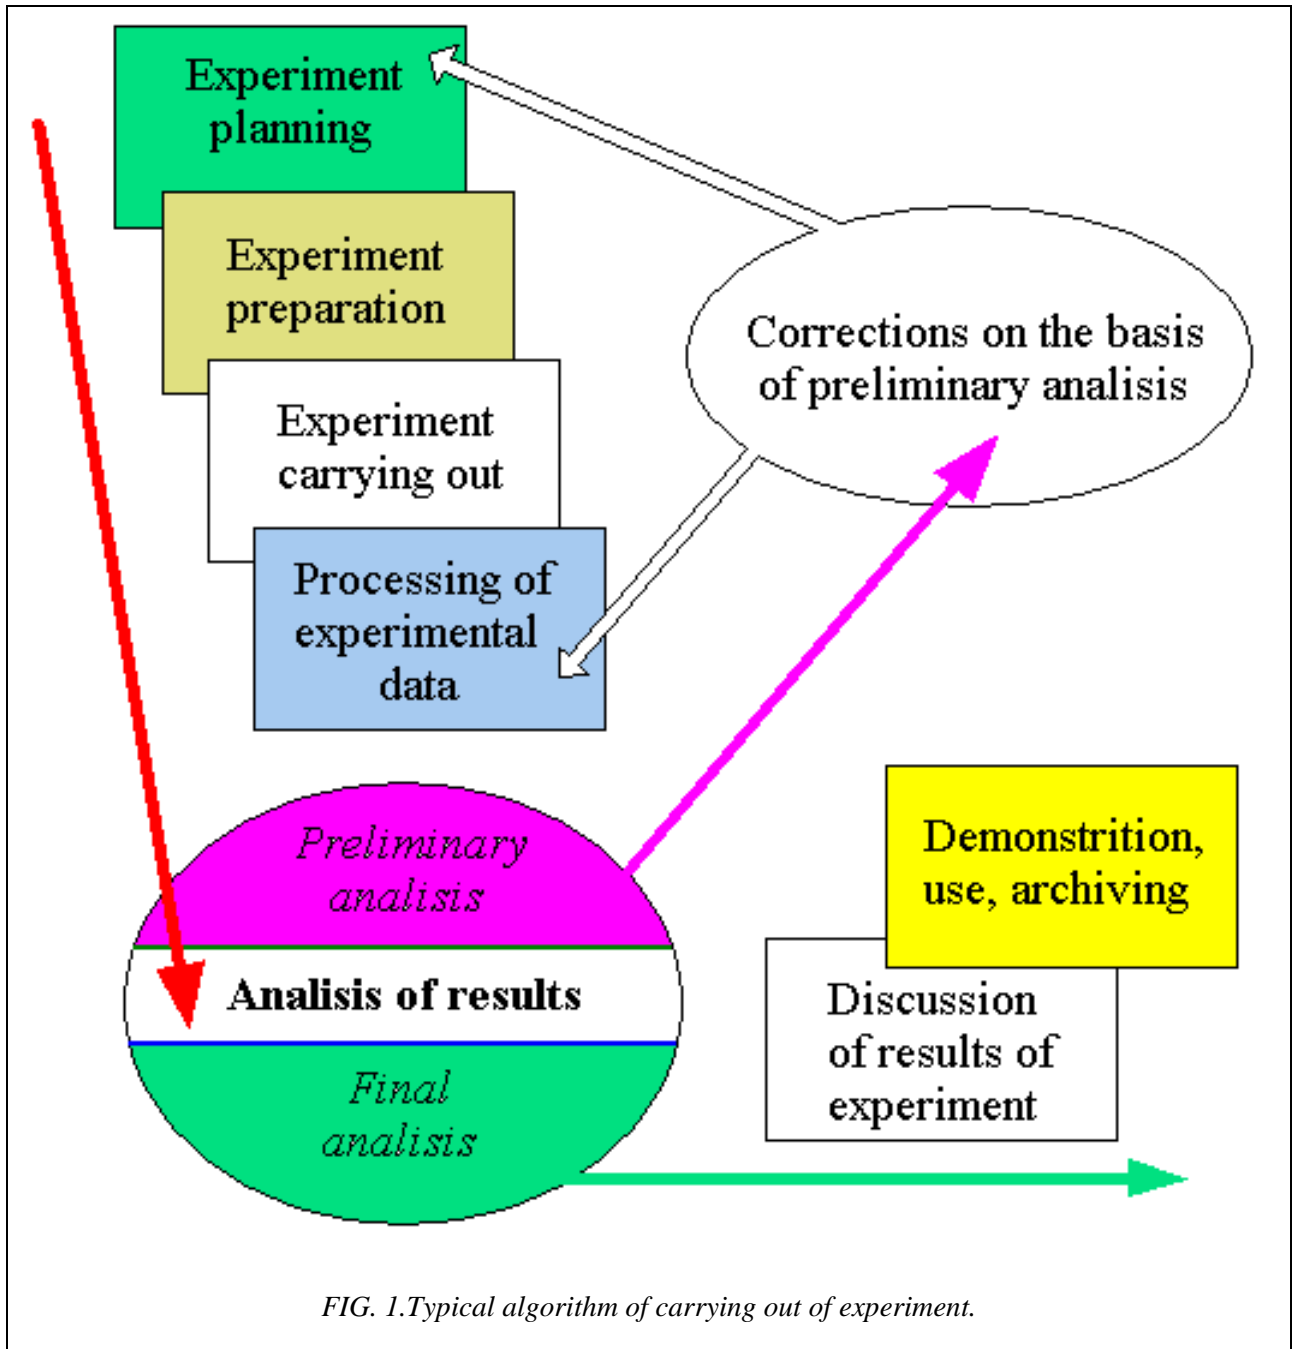 Experiment
planning
Experiment
preparation
Experiment
carrying out
Processing of
experimental
data
Corrections on the basis
of preliminary analisis
Preliminary
analisis
Analisis of results
Final
analisis
Demonstrition,
use, archiving
Discussion
of results of
experiment
FIG. 1.Typical algorithm of carrying out of experiment.